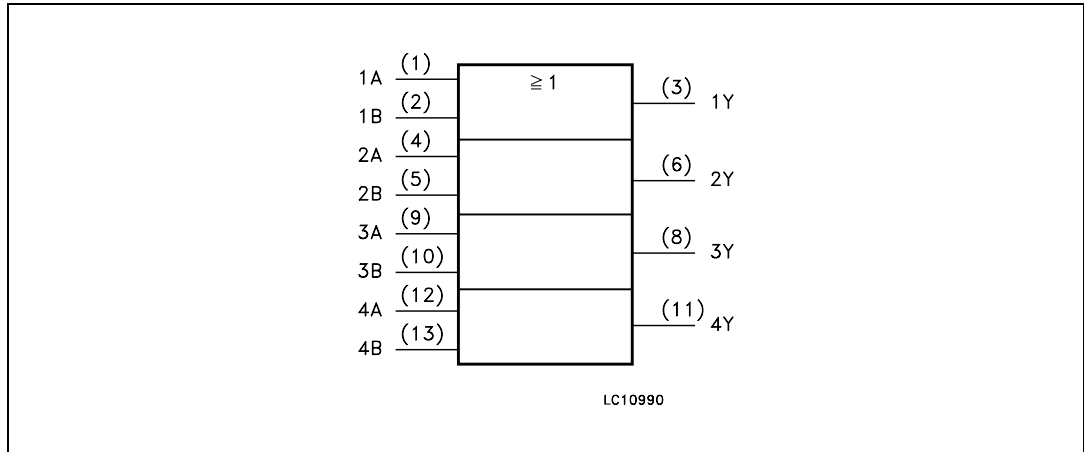 1A (1) ≧1 (3) 1Y
1B (2)
2A (4) (6) 2Y
2B (5)
3A (9) (8) 3Y
3B (10)
4A (12) (11) 4Y
4B (13)
LC10990